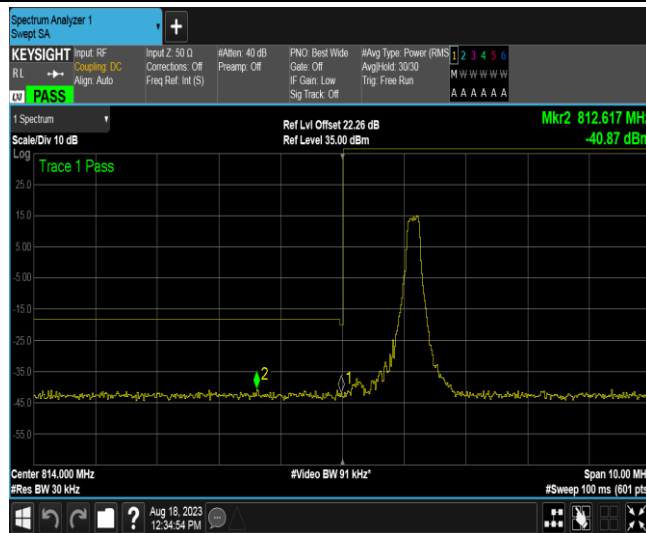 Spectrum Analyzer 1
Swept SA
+
KEYSIGHT
RL
LXI PASS
Input: RF
Coupling: DC
Align: Auto
Input Z: 50 Ω
Corrections: Off
Freq Ref: Int (S)
#Atten: 40 dB
Preamp: Off
PNO: Best Wide
Gate: Off
IF Gain: Low
Sig Track: Off
#Avg Type: Power (RMS
Avg|Hold: 30/30
Trig: Free Run
1 2 3 4 5 6
M W W W W W
A A A A A A
1 Spectrum
Scale/Div 10 dB
Ref Lvl Offset 22.26 dB
Ref Level 35.00 dBm
Mkr2 812.617 MHz
-40.87 dBm
Log
Trace 1 Pass
25.0
15.0
5.00
-5.00
-15.0
-25.0
-35.0
-45.0
-55.0
2
1
Center 814.000 MHz
#Res BW 30 kHz
#Video BW 91 kHz*
Span 10.00 MH
#Sweep 100 ms (601 pts
?
Aug 18, 2023
12:34:54 PM